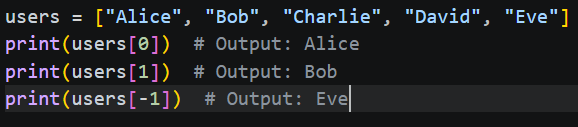 users = ["Alice", "Bob", "Charlie", "David", "Eve"]
print(users[0])  # Output: Alice
print(users[1])  # Output: Bob
print(users[-1])  # Output: Eve